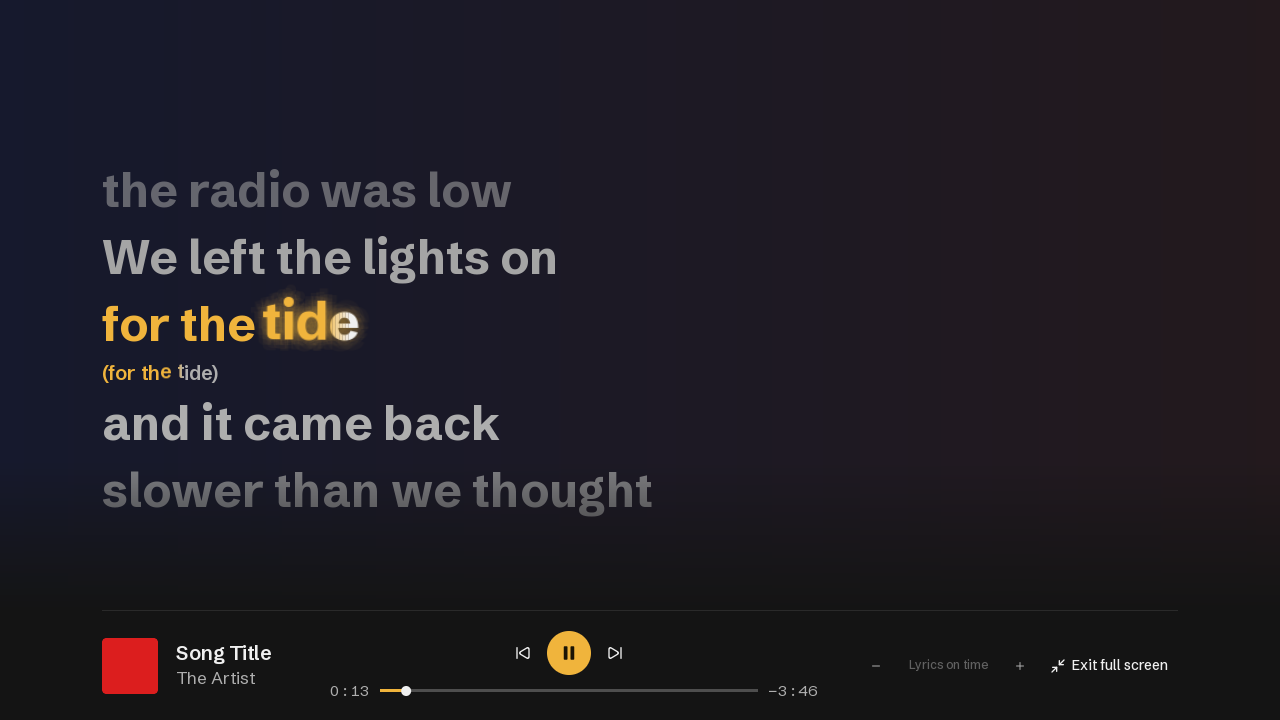 the radio was low
We left the lights on
for the tide
(for the tide)
and it came back
slower than we thought
Song Title
The Artist
0:13
−3:46
− Lyrics on time +
Exit full screen